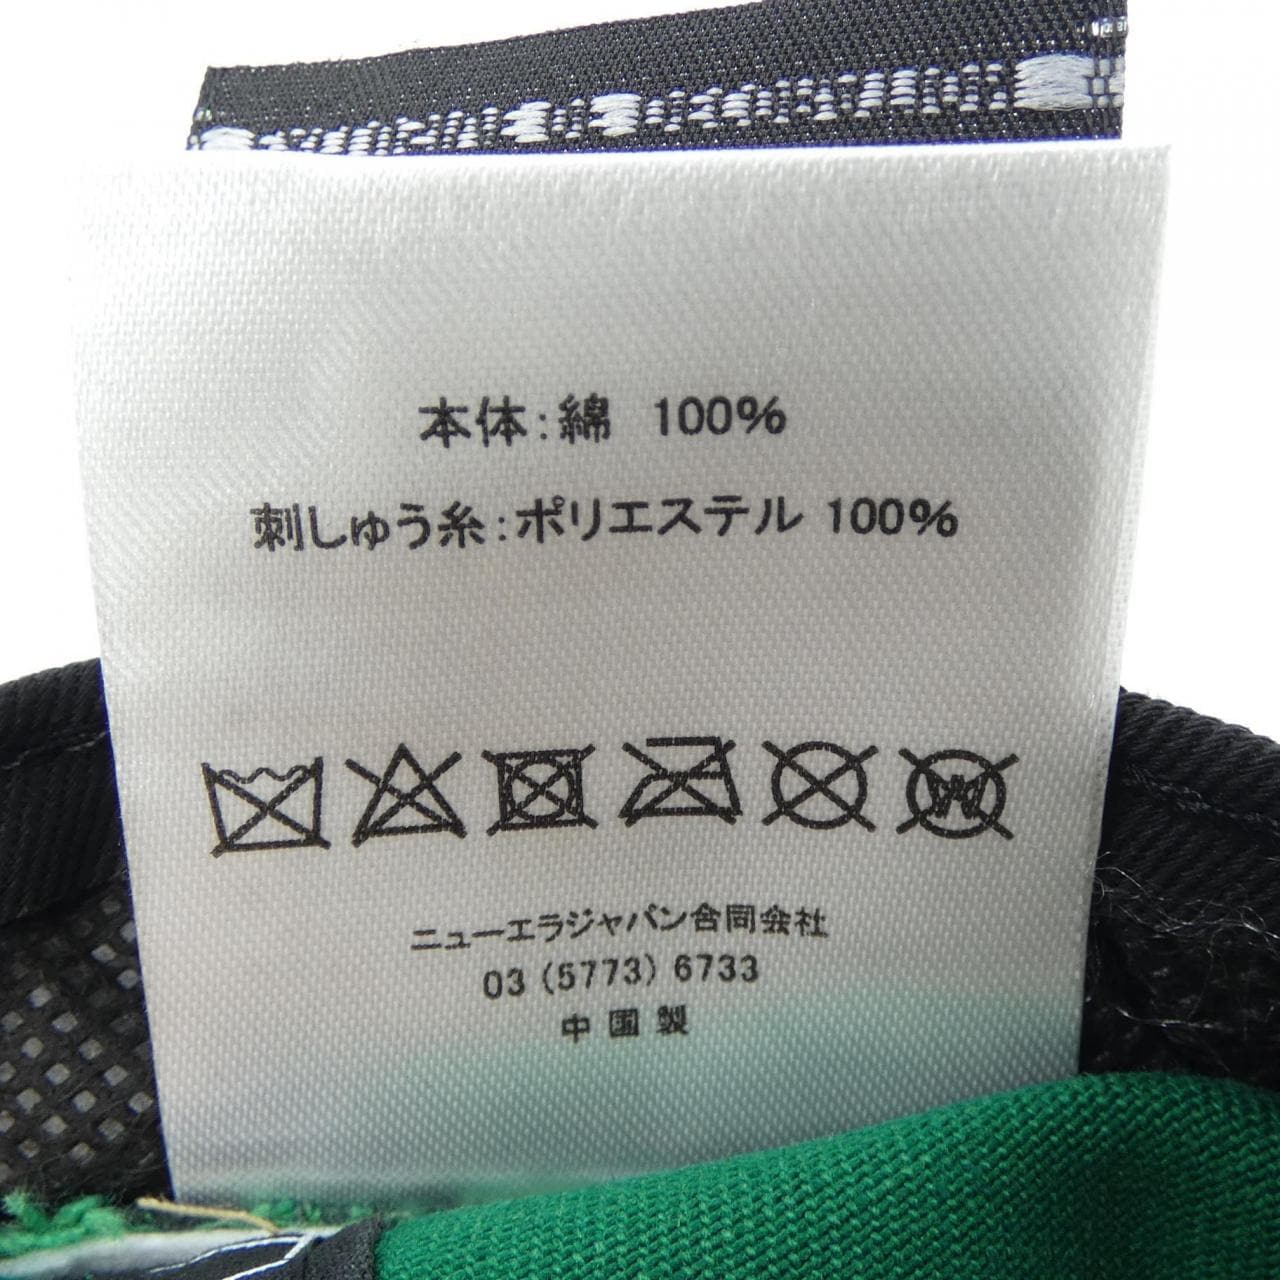 本体：綿 100%
刺しゅう糸：ポリエステル 100%
ニューエラジャパン合同会社
03 (5773) 6733
中国製